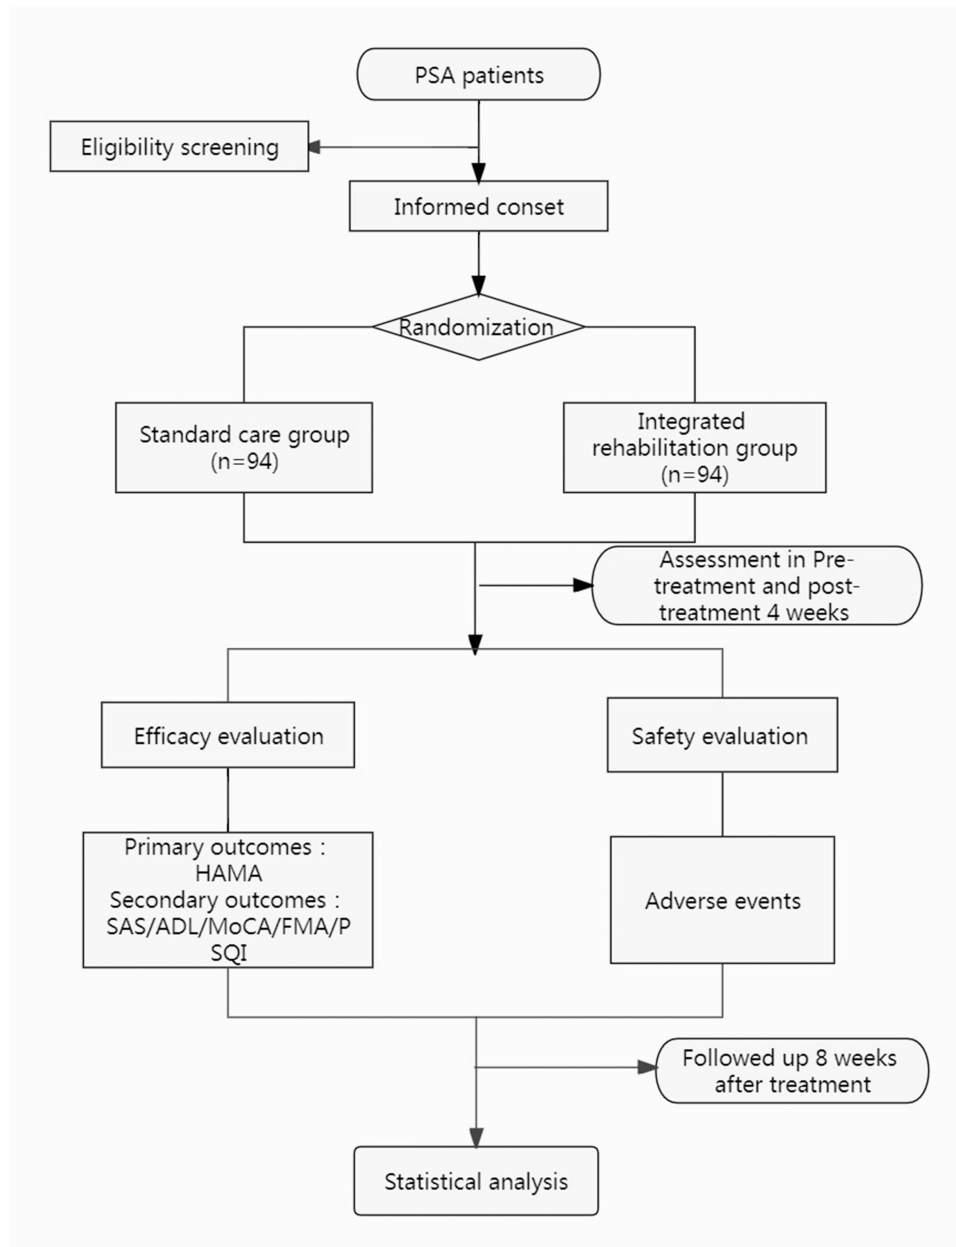 PSA patients
Eligibility screening
Informed conset
Randomization
Standard care group
(n=94)
Integrated
rehabilitation group
(n=94)
Assessment in Pre-
treatment and post-
treatment 4 weeks
Efficacy evaluation
Safety evaluation
Primary outcomes：
HAMA
Secondary outcomes：
SAS/ADL/MoCA/FMA/P
SQI
Adverse events
Followed up 8 weeks
after treatment
Statistical analysis